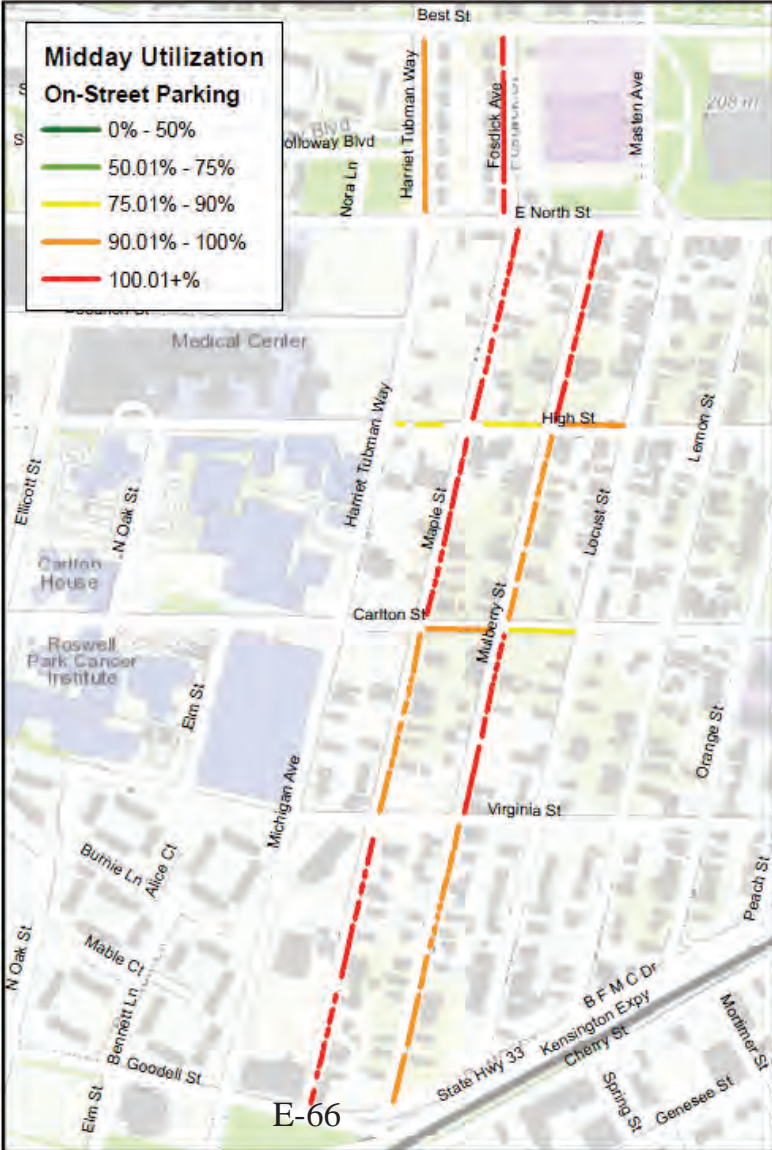 Best St
Midday Utilization
On-Street Parking
0% - 50%
50.01% - 75%
75.01% - 90%
90.01% - 100%
100.01+%
Harriet Tubman Way
Fosdick Ave
Masten Ave
208 m
olloway Blvd
Nora Ln
E North St
Medical Center
High St
Harriet Tubman Way
Ellicott St
N Oak St
Maple St
Lemon St
Locust St
Carlton
House
Carlton St
Mulberry St
Roswell
Park Cancer
Institute
Elm St
Orange St
Michigan Ave
Virginia St
Burnie Ln
Alice Ct
Peach St
N Oak St
Mable Ct
Bennett Ln
B F M C Dr
Kensington Expy
State Hwy 33
Cherry St
Mortimer St
Goodell St
Spring St
Genesee St
Elm St
E-66